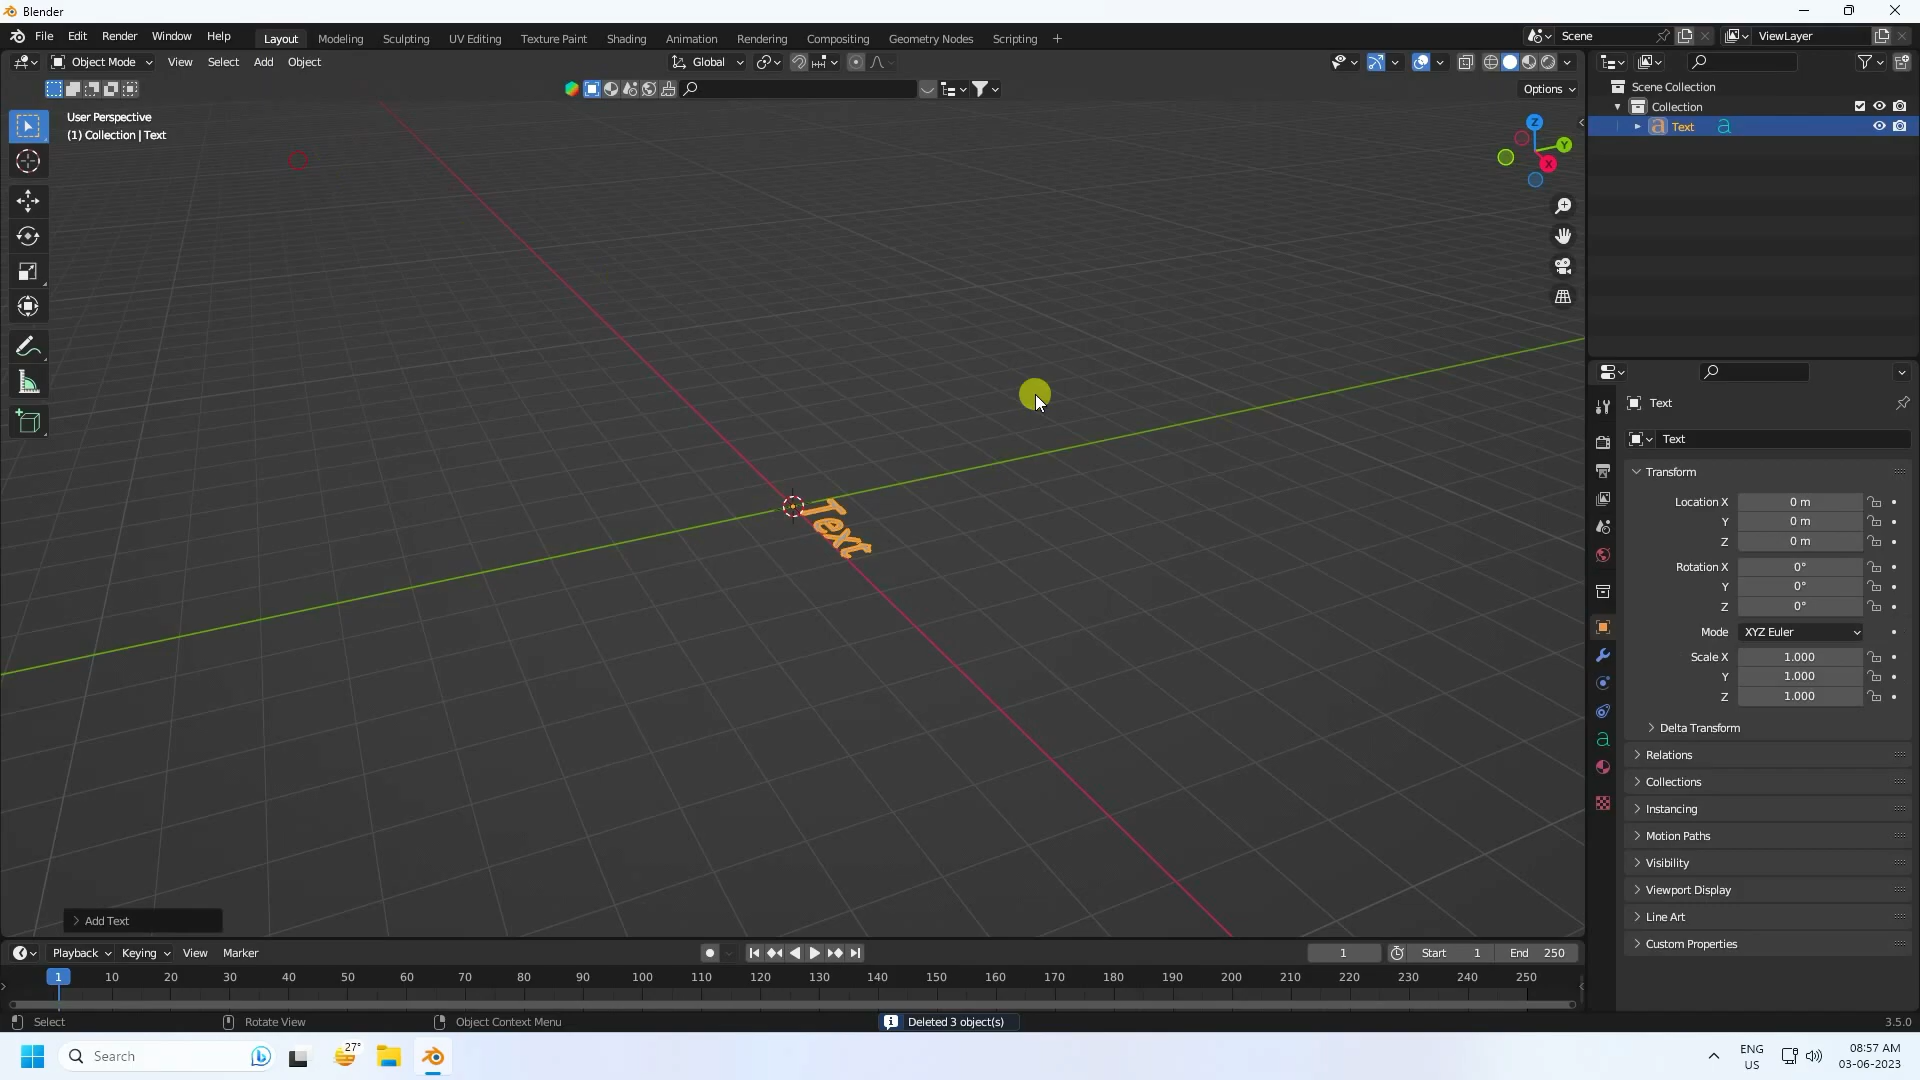 Blender
File Edit Render Window Help Layout Modeling Sculpting UV Editing Texture Paint Shading Animation Rendering Compositing Geometry Nodes Scripting + Scene ViewLayer
Object Mode View Select Add Object Global
Options
User Perspective
(1) Collection | Text
Z
Y
X
Text
Scene Collection
Collection
Text
Text
Text
Transform
Location X 0 m
Y 0 m
Z 0 m
Rotation X 0°
Y 0°
Z 0°
Mode XYZ Euler
Scale X 1.000
Y 1.000
Z 1.000
Delta Transform
Relations
Collections
Instancing
Motion Paths
Visibility
Viewport Display
Line Art
Custom Properties
Add Text
Playback Keying View Marker 1 Start 1 End 250
1 10 20 30 40 50 60 70 80 90 100 110 120 130 140 150 160 170 180 190 200 210 220 230 240 250
Select Rotate View Object Context Menu Deleted 3 object(s) 3.5.0
Search 27° ENG 08:57 AM
US 03-06-2023